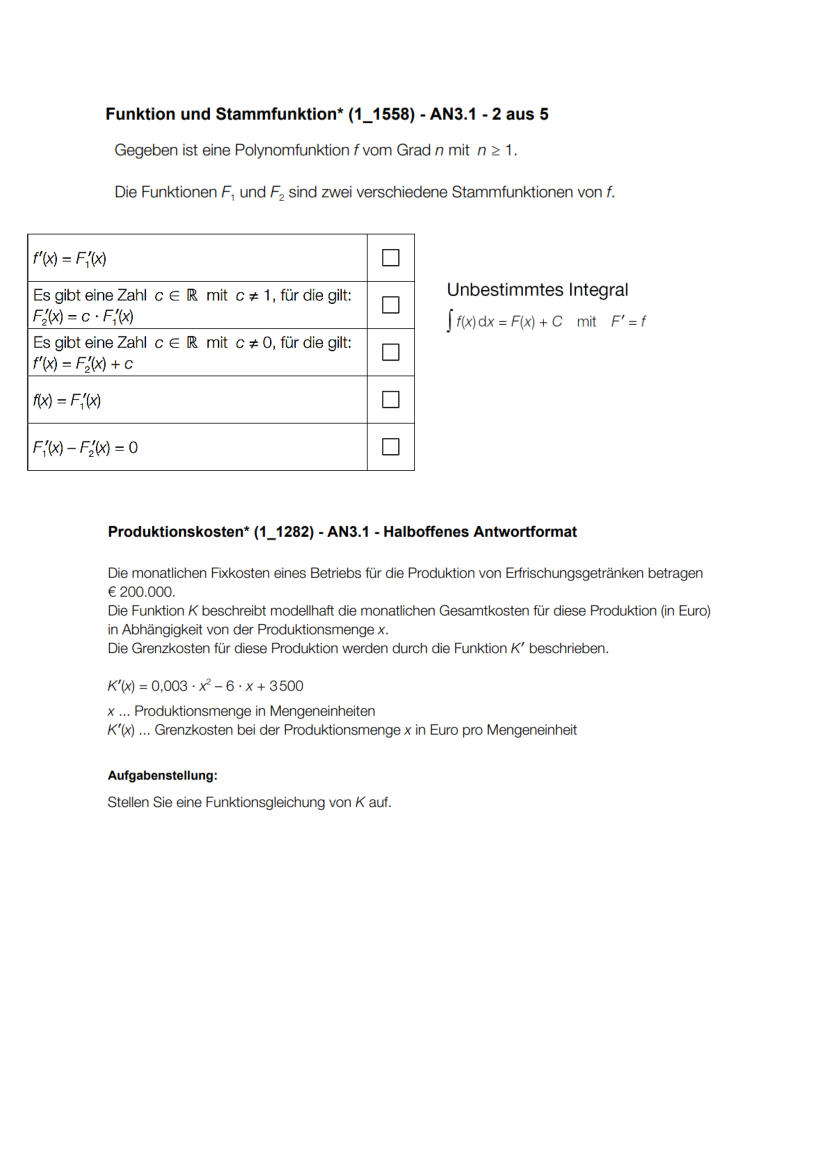 Funktion und Stammfunktion* (1_1558) - AN3.1 - 2 aus 5
Gegeben ist eine Polynomfunktion f vom Grad n mit n ≥ 1.
Die Funktionen F₁ und F₂ sind zwei verschiedene Stammfunktionen von f.
f′(x) = F₁′(x)
Es gibt eine Zahl c ∈ ℝ mit c ≠ 1, für die gilt:
F₂′(x) = c · F₁′(x)
Es gibt eine Zahl c ∈ ℝ mit c ≠ 0, für die gilt:
f′(x) = F₂′(x) + c
f(x) = F₁′(x)
F₁′(x) – F₂′(x) = 0
Unbestimmtes Integral
∫ f(x) dx = F(x) + C mit F′ = f
Produktionskosten* (1_1282) - AN3.1 - Halboffenes Antwortformat
Die monatlichen Fixkosten eines Betriebs für die Produktion von Erfrischungsgetränken betragen
€ 200.000.
Die Funktion K beschreibt modellhaft die monatlichen Gesamtkosten für diese Produktion (in Euro)
in Abhängigkeit von der Produktionsmenge x.
Die Grenzkosten für diese Produktion werden durch die Funktion K′ beschrieben.
K′(x) = 0,003 · x² – 6 · x + 3500
x ... Produktionsmenge in Mengeneinheiten
K′(x) ... Grenzkosten bei der Produktionsmenge x in Euro pro Mengeneinheit
Aufgabenstellung:
Stellen Sie eine Funktionsgleichung von K auf.